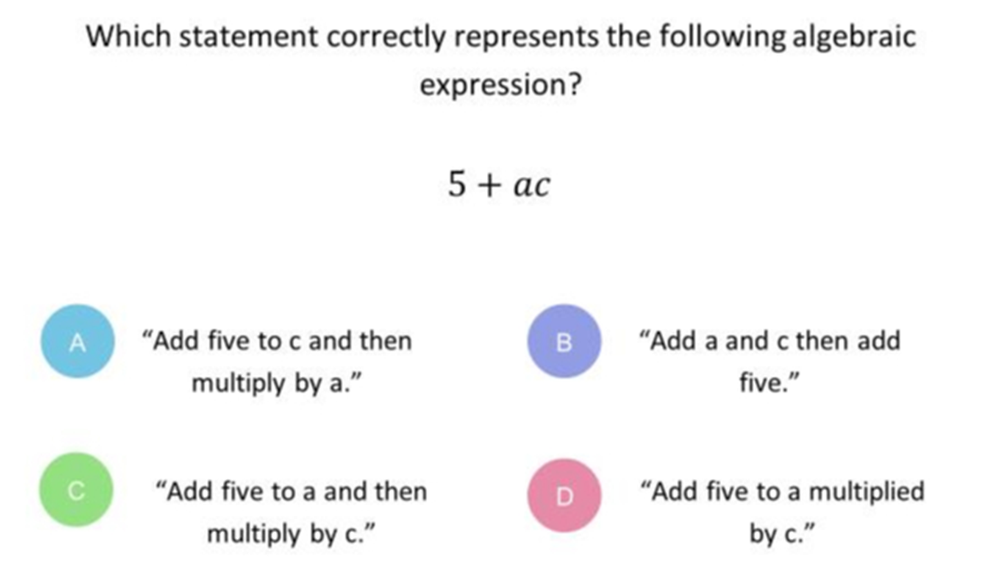 Which statement correctly represents the following algebraic
expression?
5 + ac
A
“Add five to c and then
multiply by a.”
B
“Add a and c then add
five.”
C
“Add five to a and then
multiply by c.”
D
“Add five to a multiplied
by c.”